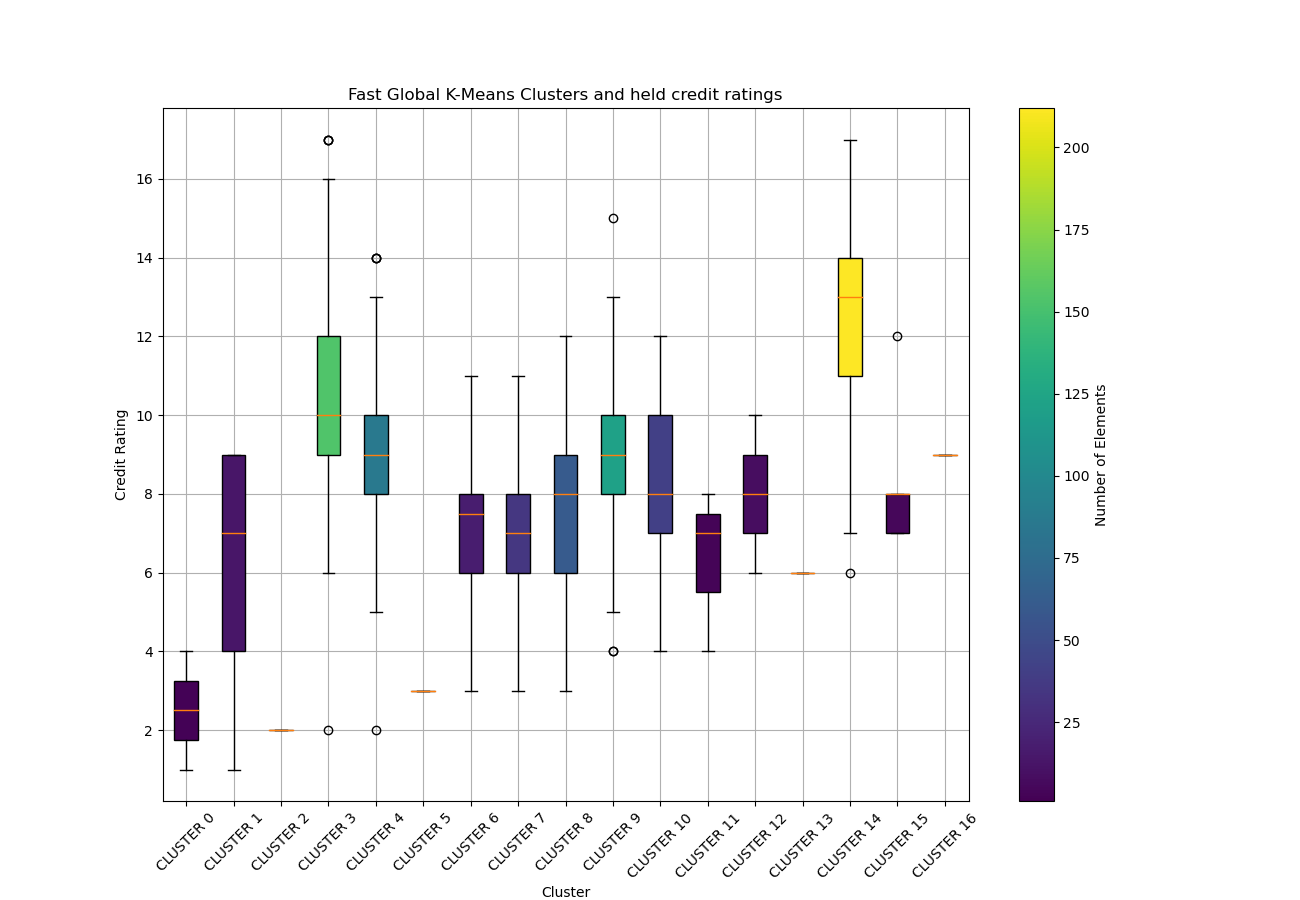 Fast Global K-Means Clusters and held credit ratings
Credit Rating
16
14
12
10
8
6
4
2
CLUSTER 0
CLUSTER 1
CLUSTER 2
CLUSTER 3
CLUSTER 4
CLUSTER 5
CLUSTER 6
CLUSTER 7
CLUSTER 8
CLUSTER 9
CLUSTER 10
CLUSTER 11
CLUSTER 12
CLUSTER 13
CLUSTER 14
CLUSTER 15
CLUSTER 16
Cluster
200
175
150
125
100
75
50
25
Number of Elements